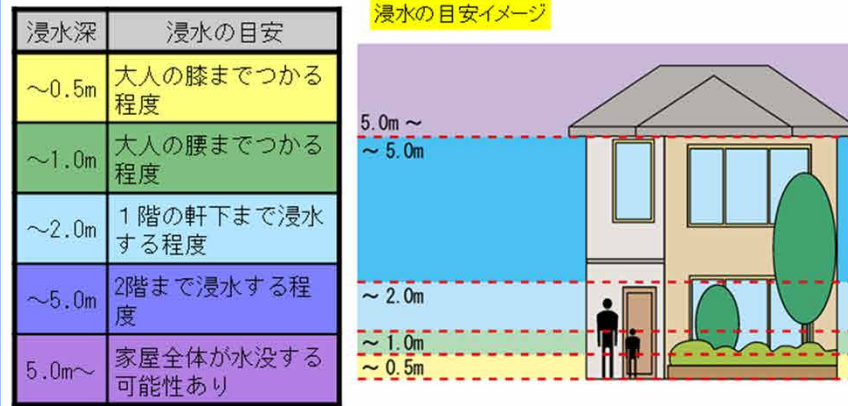 浸水深 浸水の目安
～0.5m 大人の膝までつかる
程度
～1.0m 大人の腰までつかる
程度
～2.0m １階の軒下まで浸水
する程度
～5.0m 2階まで浸水する程
度
5.0m～ 家屋全体が水没する
可能性あり
浸水の目安イメージ
5.0m ～
～ 5.0m
～ 2.0m
～ 1.0m
～ 0.5m